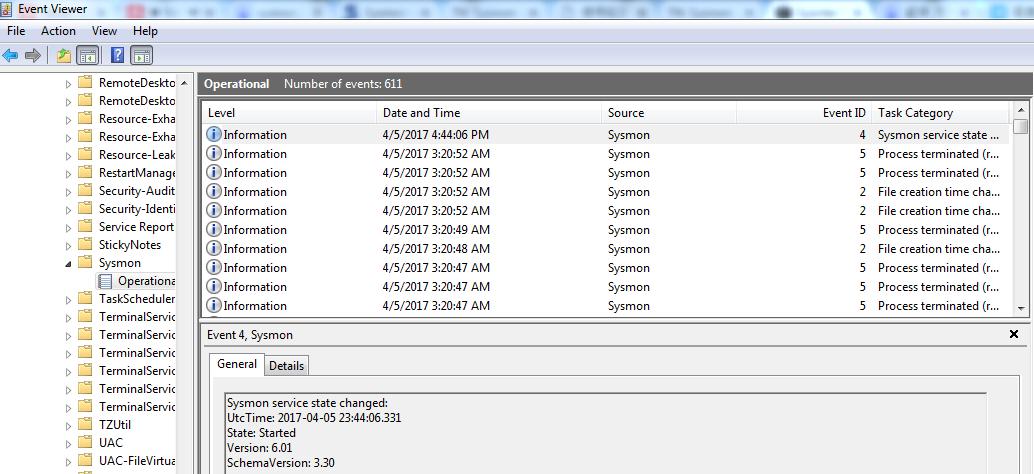 Event Viewer
File Action View Help
RemoteDeskto
RemoteDeskto
Resource-Exha
Resource-Exha
Resource-Leak
RestartManage
Security-Audit
Security-Identi
Service Report
StickyNotes
Sysmon
Operationa
TaskScheduler
TerminalServic
TerminalServic
TerminalServic
TerminalServic
TerminalServic
TerminalServic
TZUtil
UAC
UAC-FileVirtua
Operational Number of events: 611
Level Date and Time Source Event ID Task Category
Information 4/5/2017 4:44:06 PM Sysmon 4 Sysmon service state ...
Information 4/5/2017 3:20:52 AM Sysmon 5 Process terminated (r...
Information 4/5/2017 3:20:52 AM Sysmon 5 Process terminated (r...
Information 4/5/2017 3:20:52 AM Sysmon 2 File creation time cha...
Information 4/5/2017 3:20:52 AM Sysmon 2 File creation time cha...
Information 4/5/2017 3:20:49 AM Sysmon 5 Process terminated (r...
Information 4/5/2017 3:20:48 AM Sysmon 2 File creation time cha...
Information 4/5/2017 3:20:47 AM Sysmon 5 Process terminated (r...
Information 4/5/2017 3:20:47 AM Sysmon 5 Process terminated (r...
Information 4/5/2017 3:20:47 AM Sysmon 5 Process terminated (r...
Event 4, Sysmon
General Details
Sysmon service state changed:
UtcTime: 2017-04-05 23:44:06.331
State: Started
Version: 6.01
SchemaVersion: 3.30